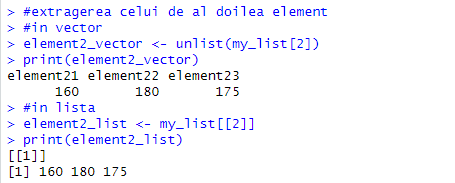 > #extragerea celui de al doilea element
> #in vector
> element2_vector <- unlist(my_list[2])
> print(element2_vector)
element21 element22 element23
      160       180       175
> #in lista
> element2_list <- my_list[[2]]
> print(element2_list)
[[1]]
[1] 160 180 175